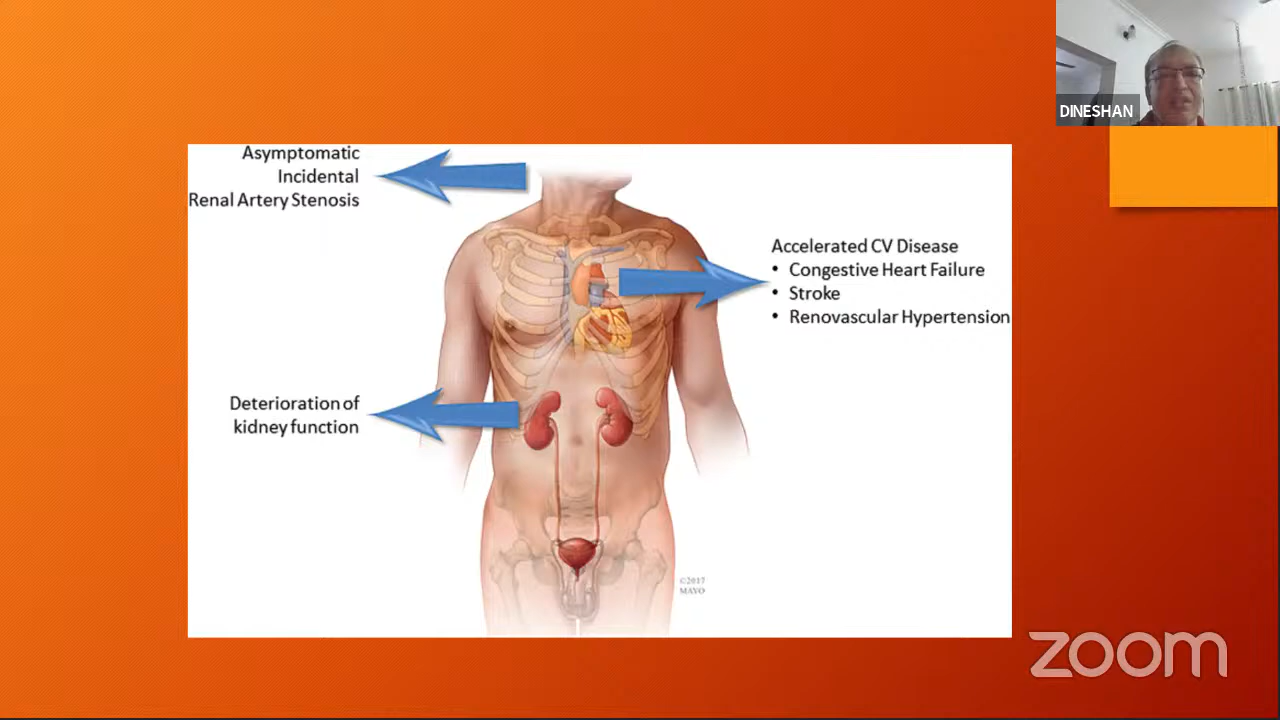 DINESHAN
Asymptomatic
Incidental
Renal Artery Stenosis
Accelerated CV Disease
• Congestive Heart Failure
• Stroke
• Renovascular Hypertension
Deterioration of
kidney function
©2017
MAYO
zoom